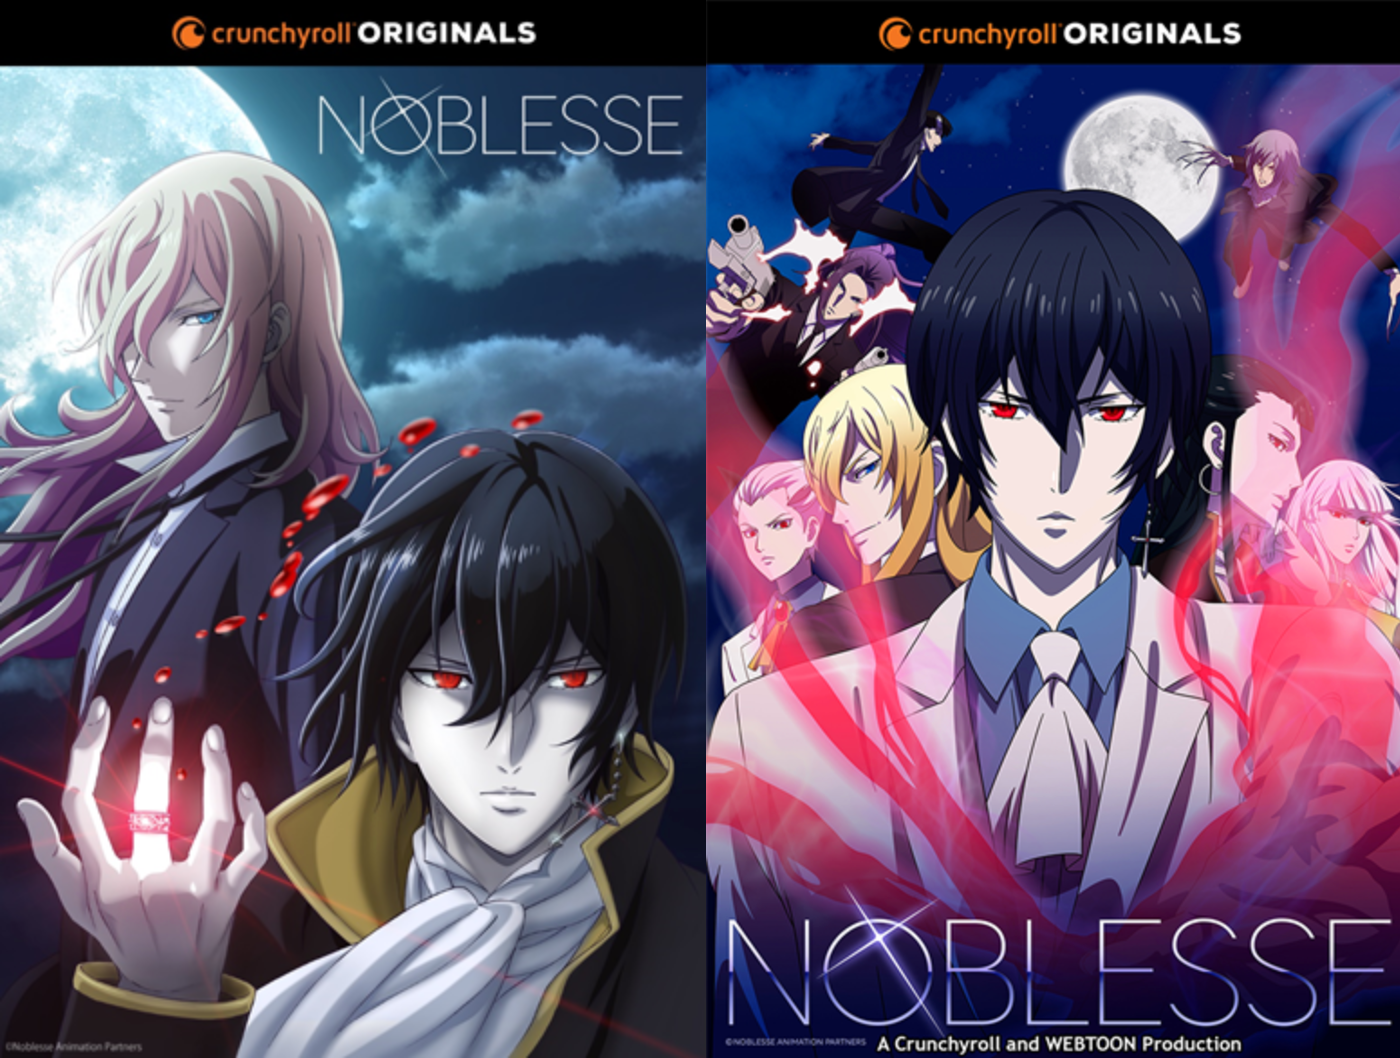 crunchyroll ORIGINALS
NOBLESSE
©Noblesse Animation Partners
crunchyroll ORIGINALS
NOBLESSE
©NOBLESSE ANIMATION PARTNERS
A Crunchyroll and WEBTOON Production